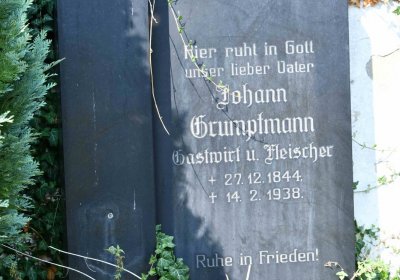 Hier ruht in Gott
unser lieber Vater
Johann
Grumptmann
Gastwirt u. Fleischer
+ 27. 12. 1844.
+ 14. 2. 1938.
Ruhe in Frieden!